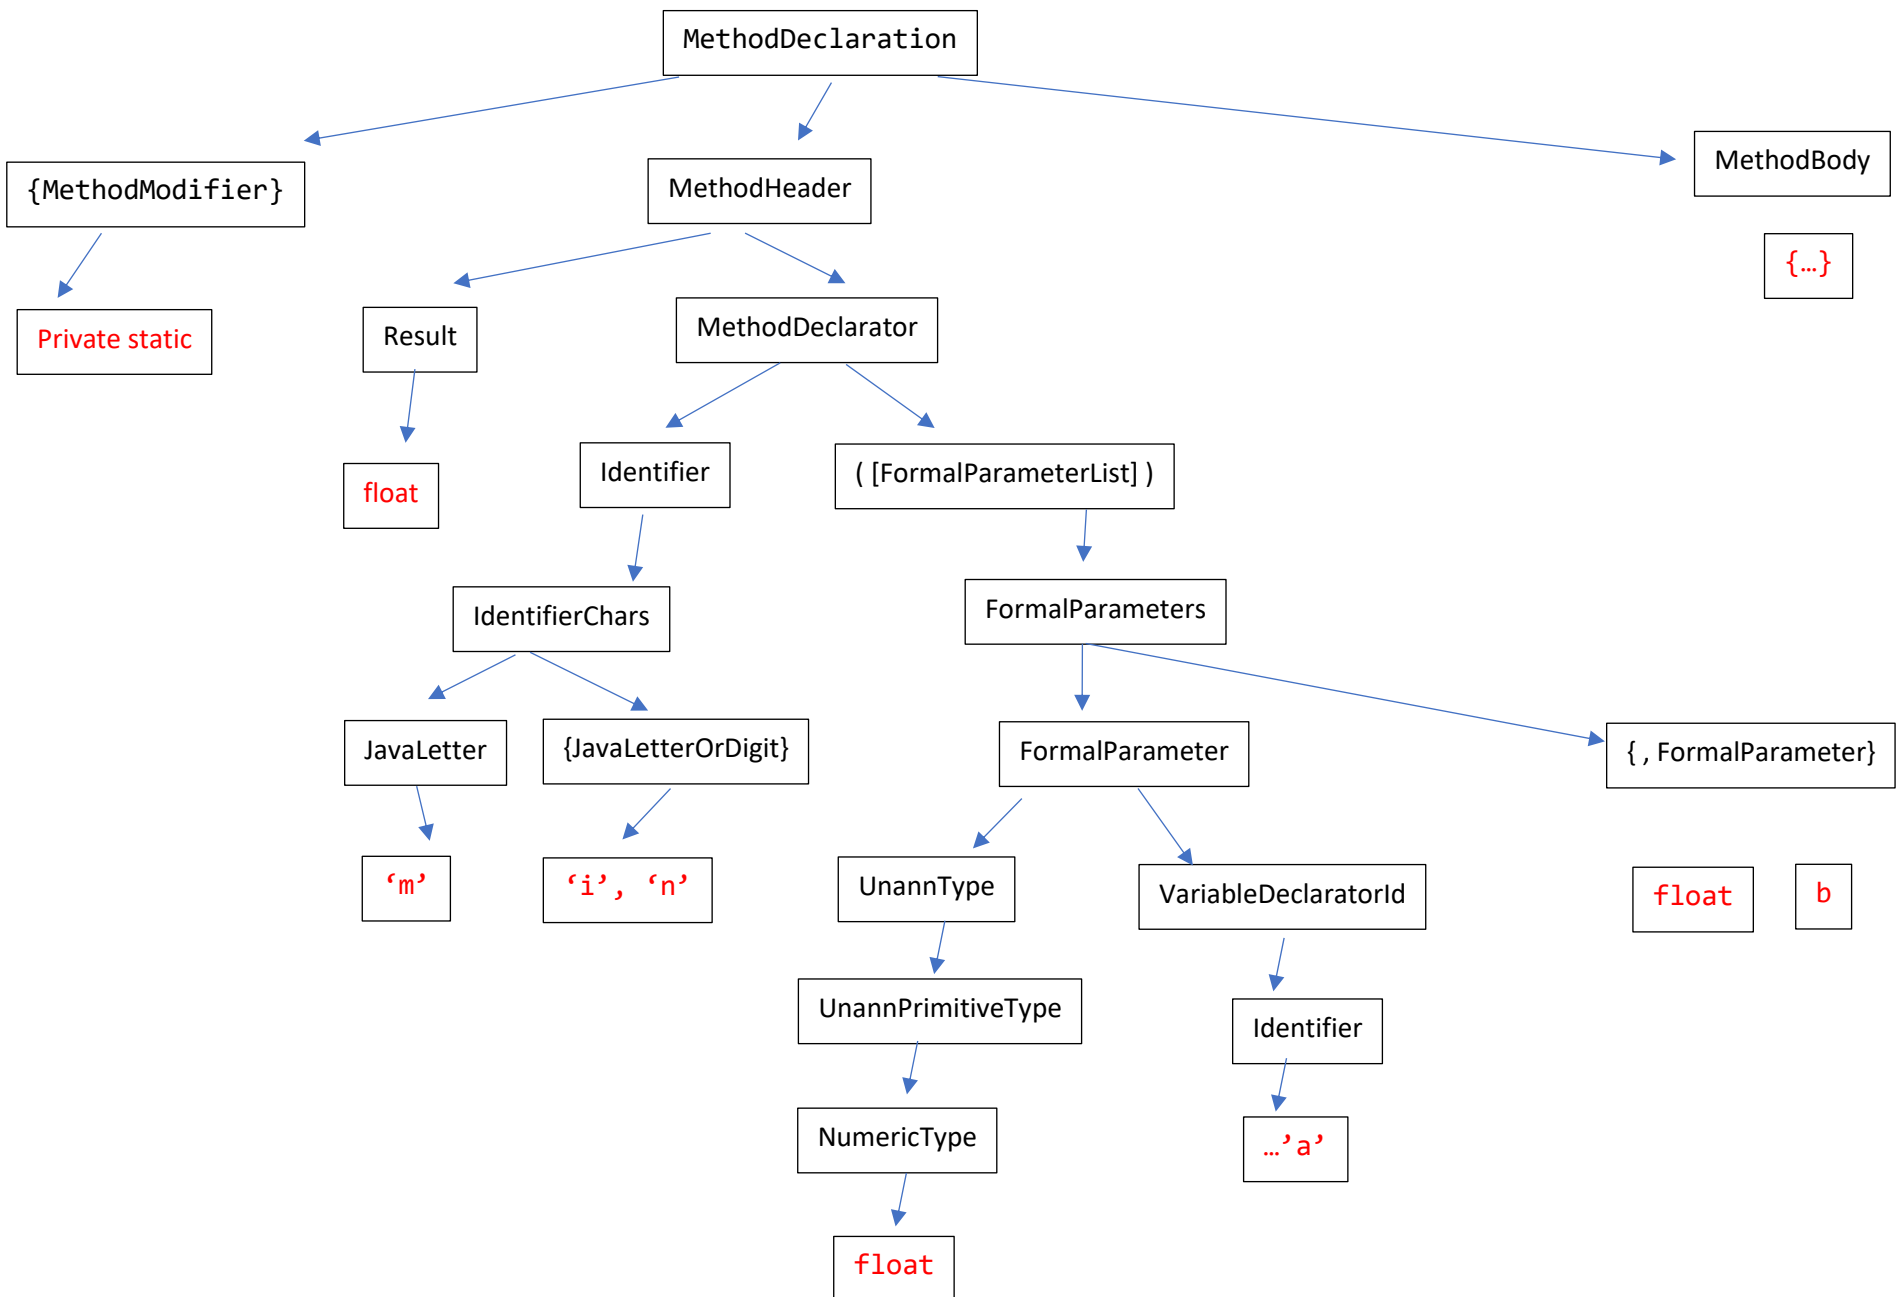 MethodDeclaration
{MethodModifier}
MethodHeader
MethodBody
{…}
Private static
Result
MethodDeclarator
float
Identifier
( [FormalParameterList] )
IdentifierChars
FormalParameters
JavaLetter
{JavaLetterOrDigit}
FormalParameter
{ , FormalParameter}
‘m’
‘i’, ‘n’
UnannType
VariableDeclaratorId
float
b
UnannPrimitiveType
Identifier
NumericType
…’a’
float